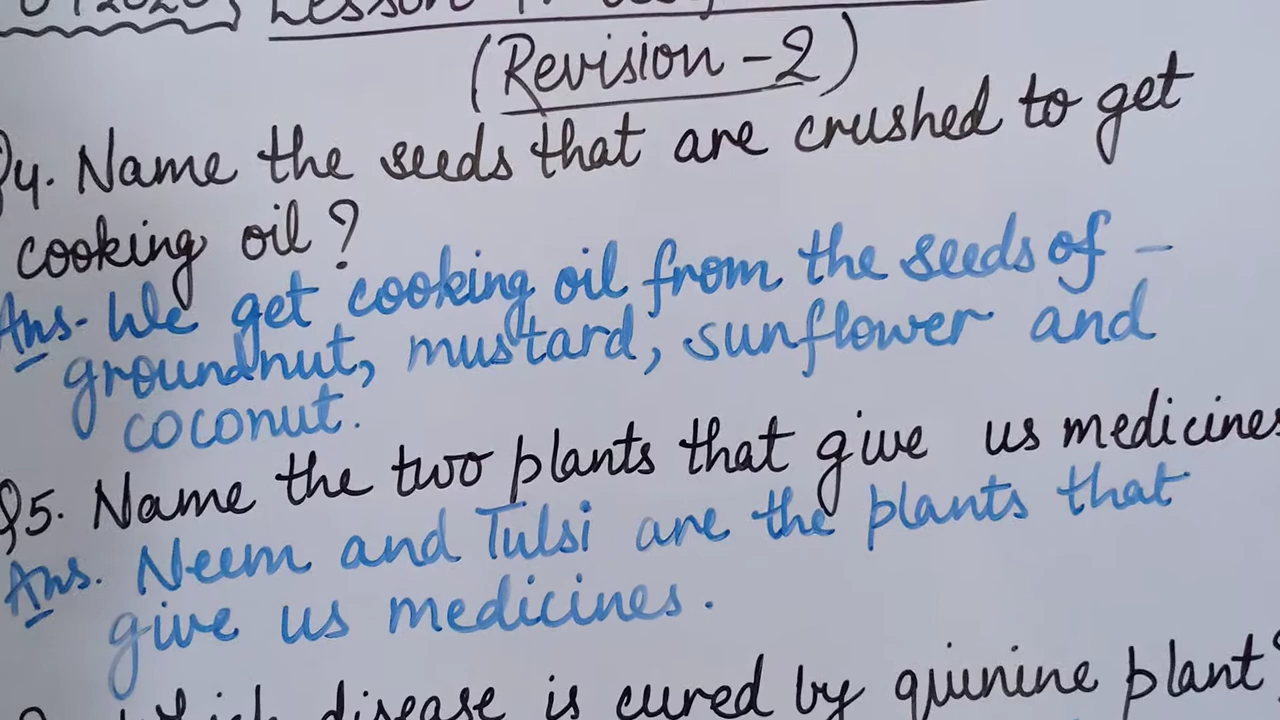 Lesson
(Revision - 2)
Q4. Name the seeds that are crushed to get
cooking oil?
Ans- We get cooking oil from the seeds of -
groundnut, mustard, sunflower and
coconut.
Q5. Name the two plants that give us medicines
Ans. Neem and Tulsi are the plants that
give us medicines.
Which disease is cured by quinine plant?